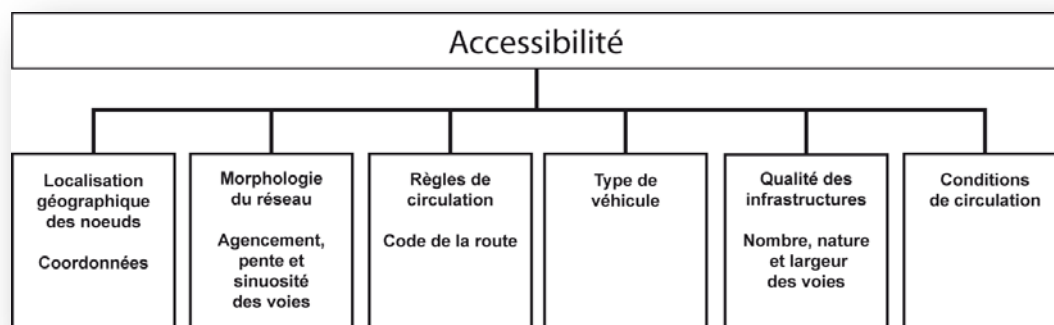 Accessibilité
Localisation
géographique
des noeuds
Coordonnées
Morphologie
du réseau
Agencement,
pente et
sinuosité
des voies
Règles de
circulation
Code de la route
Type de
véhicule
Qualité des
infrastructures
Nombre, nature
et largeur
des voies
Conditions
de circulation